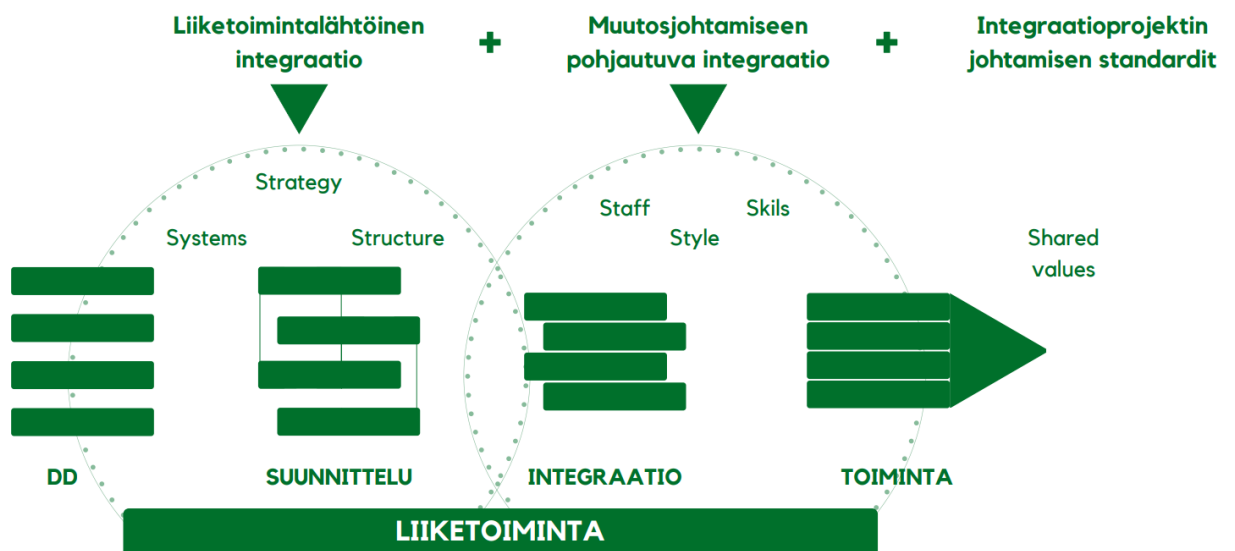 Liiketoimintalähtöinen
integraatio
+
Muutosjohtamiseen
pohjautuva integraatio
+
Integraatioprojektin
johtamisen standardit
Strategy
Systems
Structure
Staff
Skils
Style
Shared
values
DD
SUUNNITTELU
INTEGRAATIO
TOIMINTA
LIIKETOIMINTA